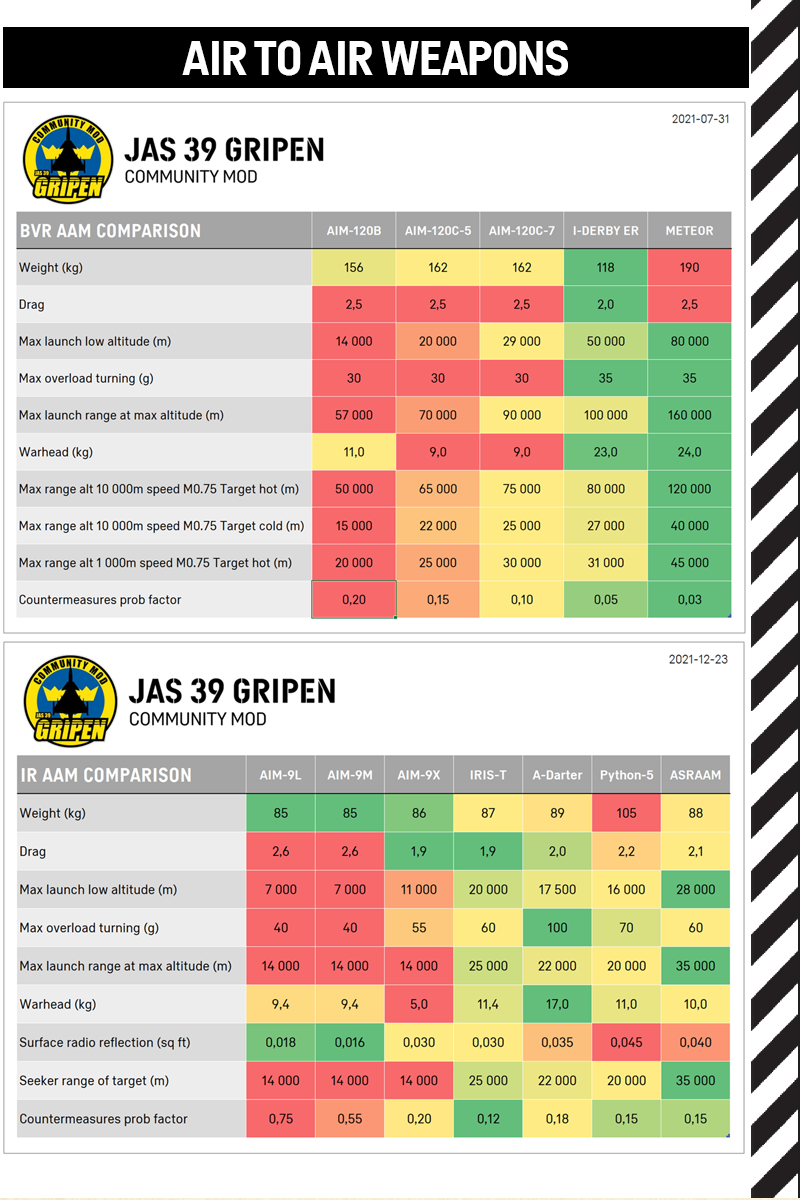 AIR TO AIR WEAPONS
2021-07-31
COMMUNITY MOD
JAS 39
GRIPEN
JAS 39 GRIPEN
COMMUNITY MOD
BVR AAM COMPARISON AIM-120B AIM-120C-5 AIM-120C-7 I-DERBY ER METEOR
Weight (kg) 156 162 162 118 190
Drag 2,5 2,5 2,5 2,0 2,5
Max launch low altitude (m) 14 000 20 000 29 000 50 000 80 000
Max overload turning (g) 30 30 30 35 35
Max launch range at max altitude (m) 57 000 70 000 90 000 100 000 160 000
Warhead (kg) 11,0 9,0 9,0 23,0 24,0
Max range alt 10 000m speed M0.75 Target hot (m) 50 000 65 000 75 000 80 000 120 000
Max range alt 10 000m speed M0.75 Target cold (m) 15 000 22 000 25 000 27 000 40 000
Max range alt 1 000m speed M0.75 Target hot (m) 20 000 25 000 30 000 31 000 45 000
Countermeasures prob factor 0,20 0,15 0,10 0,05 0,03
2021-12-23
COMMUNITY MOD
JAS 39
GRIPEN
JAS 39 GRIPEN
COMMUNITY MOD
IR AAM COMPARISON AIM-9L AIM-9M AIM-9X IRIS-T A-Darter Python-5 ASRAAM
Weight (kg) 85 85 86 87 89 105 88
Drag 2,6 2,6 1,9 1,9 2,0 2,2 2,1
Max launch low altitude (m) 7 000 7 000 11 000 20 000 17 500 16 000 28 000
Max overload turning (g) 40 40 55 60 100 70 60
Max launch range at max altitude (m) 14 000 14 000 14 000 25 000 22 000 20 000 35 000
Warhead (kg) 9,4 9,4 5,0 11,4 17,0 11,0 10,0
Surface radio reflection (sq ft) 0,018 0,016 0,030 0,030 0,035 0,045 0,040
Seeker range of target (m) 14 000 14 000 14 000 25 000 22 000 20 000 35 000
Countermeasures prob factor 0,75 0,55 0,20 0,12 0,18 0,15 0,15